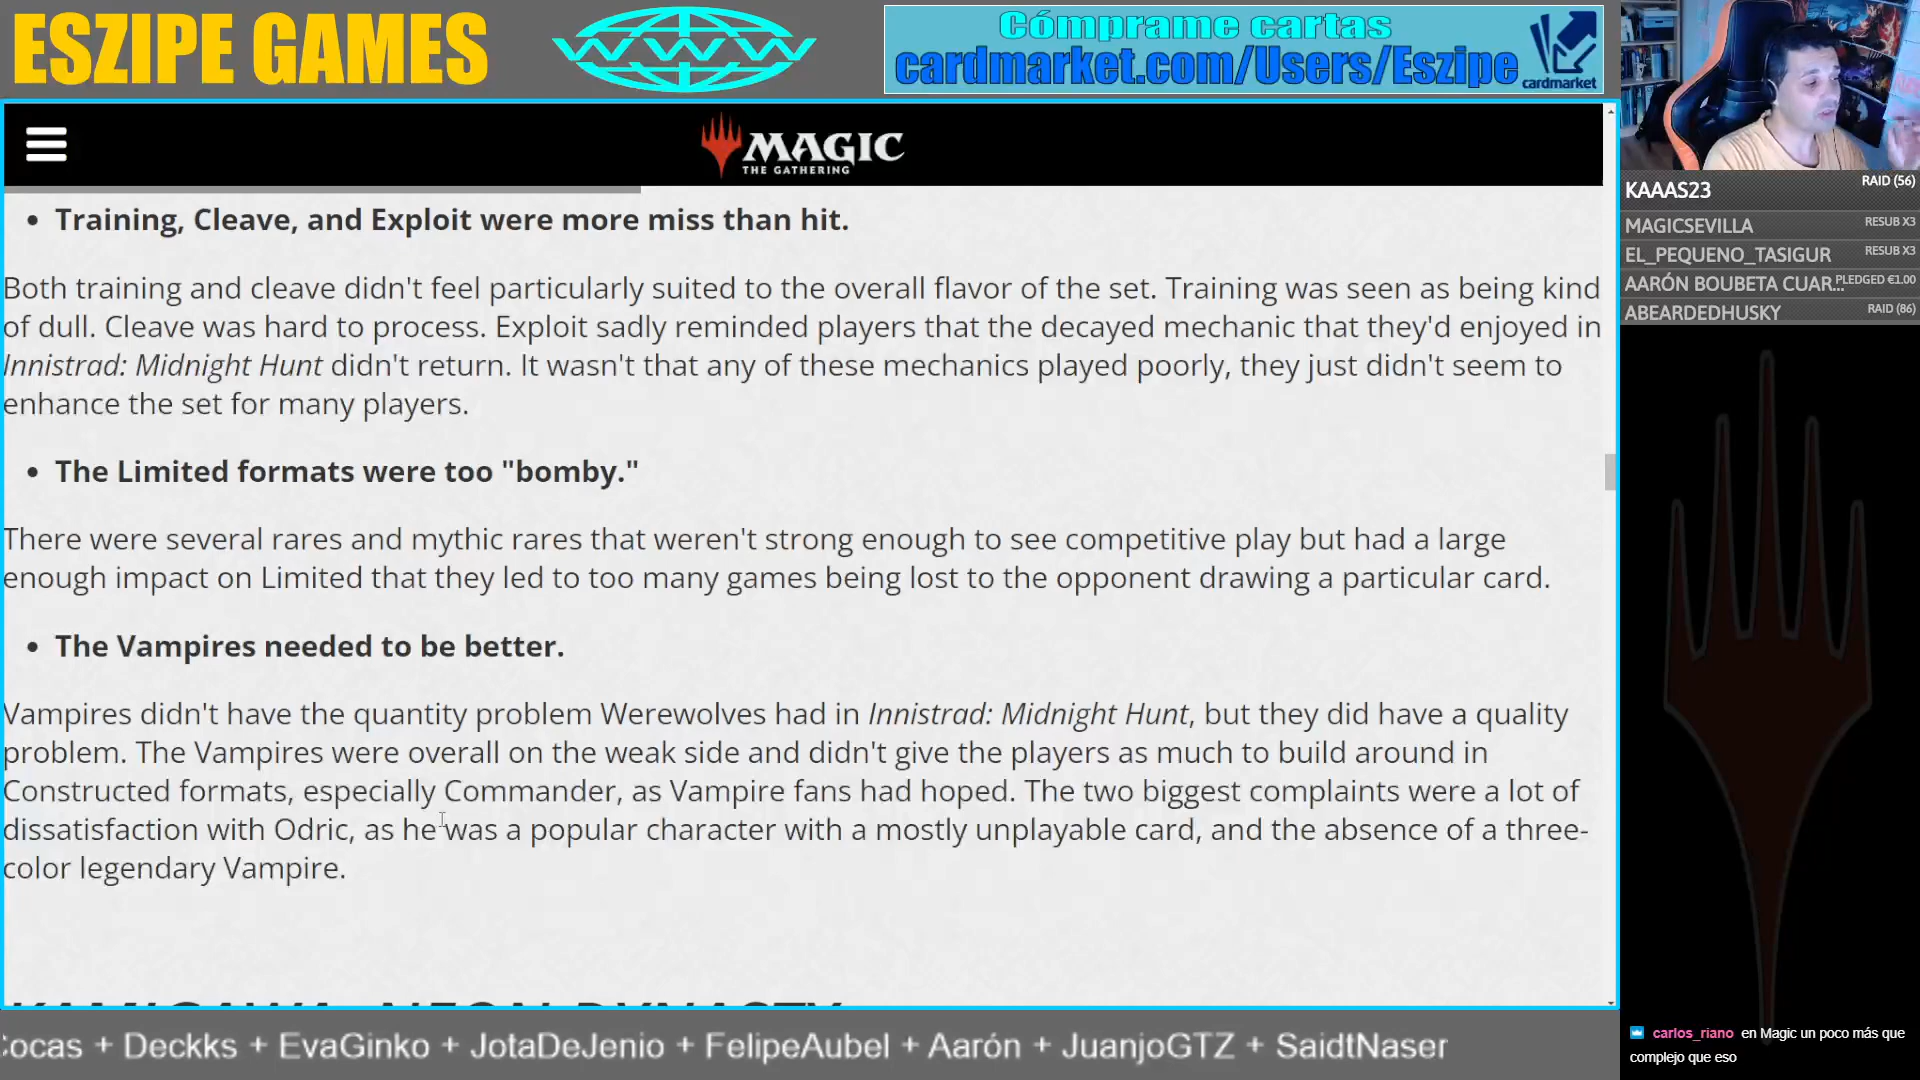 ESZIPE GAMES
WWW
Cómprame cartas
cardmarket.com/Users/Eszipe
cardmarket
MAGIC
THE GATHERING
• Training, Cleave, and Exploit were more miss than hit.
Both training and cleave didn't feel particularly suited to the overall flavor of the set. Training was seen as being kind
of dull. Cleave was hard to process. Exploit sadly reminded players that the decayed mechanic that they'd enjoyed in
Innistrad: Midnight Hunt didn't return. It wasn't that any of these mechanics played poorly, they just didn't seem to
enhance the set for many players.
• The Limited formats were too "bomby."
There were several rares and mythic rares that weren't strong enough to see competitive play but had a large
enough impact on Limited that they led to too many games being lost to the opponent drawing a particular card.
• The Vampires needed to be better.
Vampires didn't have the quantity problem Werewolves had in Innistrad: Midnight Hunt, but they did have a quality
problem. The Vampires were overall on the weak side and didn't give the players as much to build around in
Constructed formats, especially Commander, as Vampire fans had hoped. The two biggest complaints were a lot of
dissatisfaction with Odric, as he was a popular character with a mostly unplayable card, and the absence of a three-
color legendary Vampire.
KAMIGAWA: NEON DYNASTY
KAAAS23 RAID (56)
MAGICSEVILLA RESUB X3
EL_PEQUENO_TASIGUR RESUB X3
AARÓN BOUBETA CUAR... PLEDGED €1.00
ABEARDEDHUSKY RAID (86)
carlos_riano en Magic un poco más que
complejo que eso
Cocas + Deckks + EvaGinko + JotaDeJenio + FelipeAubel + Aarón + JuanjoGTZ + SaidtNaser